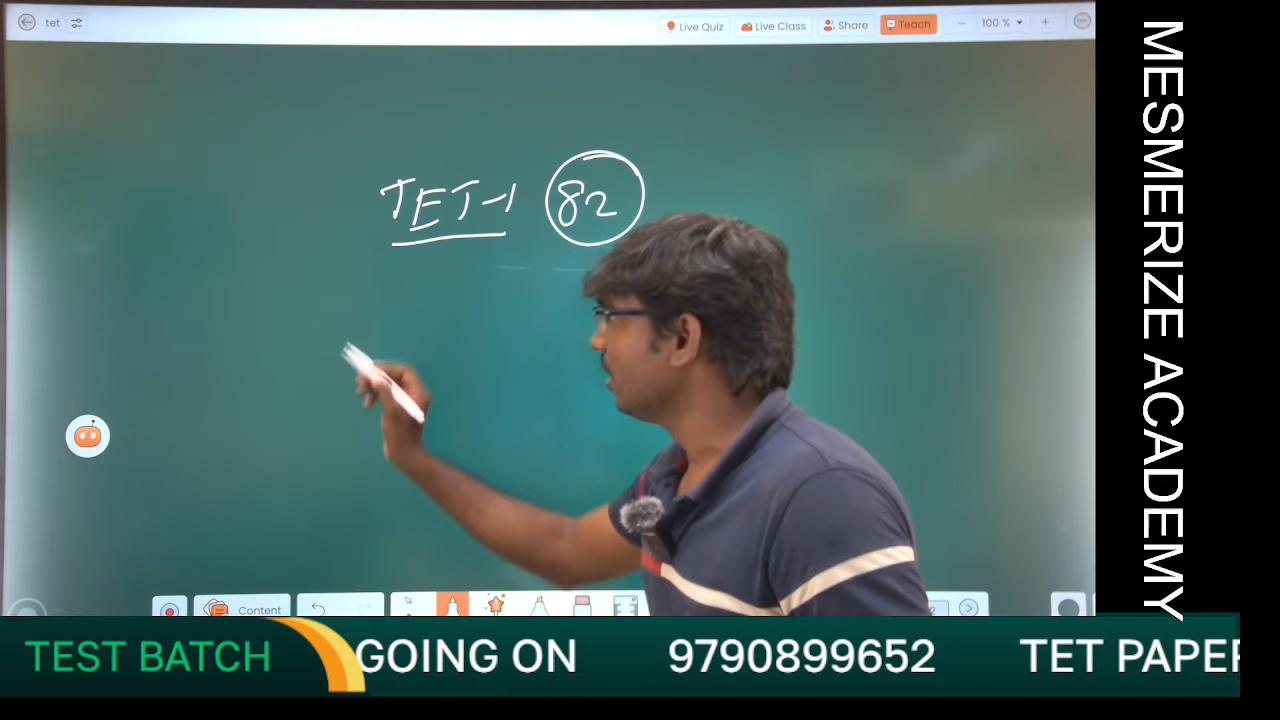 tet
Live Quiz
Live Class
Share
Teach
100 %
TET-1 82
Content
MESMERIZE ACADEMY
TEST BATCH GOING ON 9790899652 TET PAPER